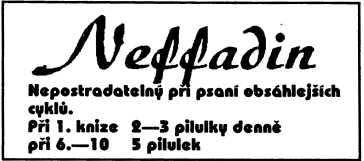 Neffadin
Nepostradatelný při psaní obsáhlejších
cyklů.
Při 1. knize 2—3 pilulky denně
při 6.—10 5 pilulek